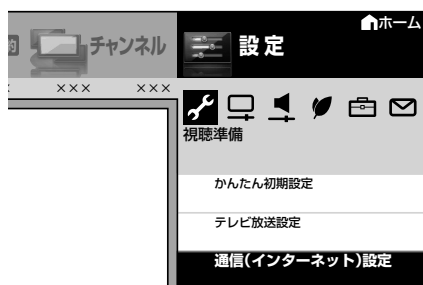 ホーム
的 チャンネル 設定
××× ×××
視聴準備
かんたん初期設定
テレビ放送設定
通信(インターネット)設定